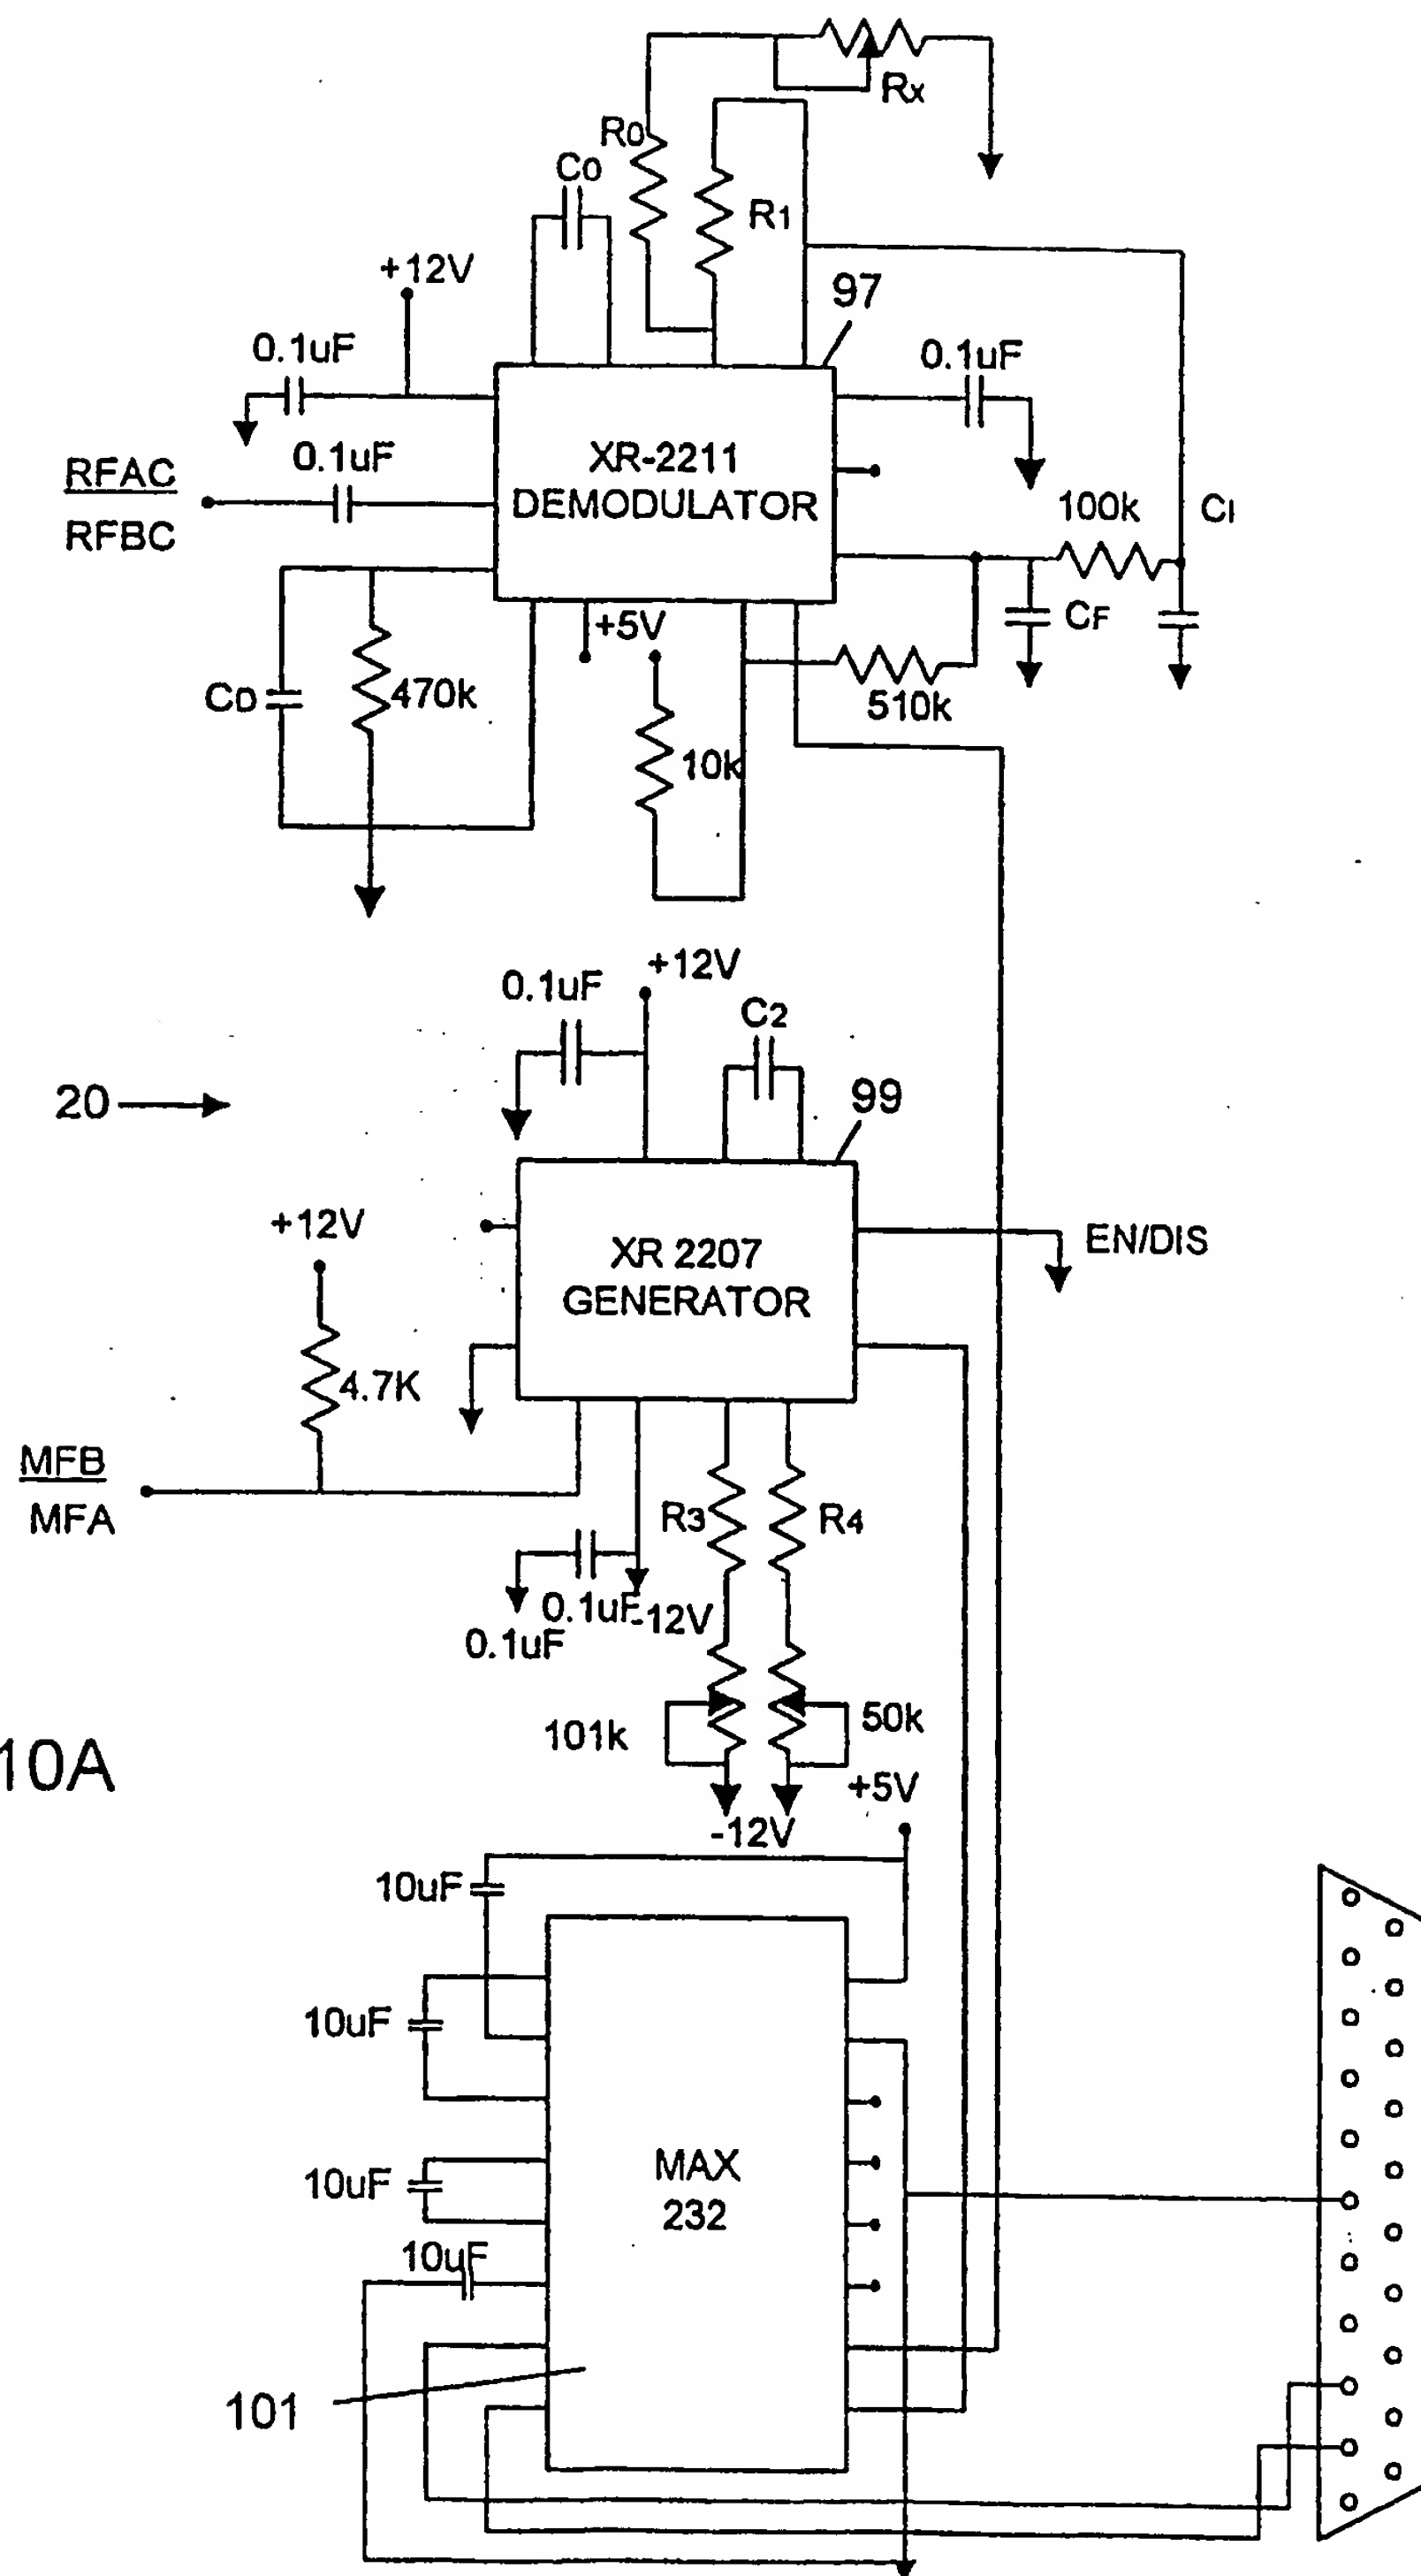 Rx
R0
C0
R1
+12V
97
0.1uF
0.1uF
RFAC
RFBC
0.1uF
XR-2211
DEMODULATOR
100k
CI
+5V
CF
CD
470k
510k
10k
+12V
0.1uF
C2
20
99
+12V
XR 2207
GENERATOR
EN/DIS
4.7K
MFB
MFA
R3
R4
0.1uF
-12V
0.1uF
101k
50k
10A
+5V
-12V
10uF
10uF
MAX
232
10uF
10uF
101